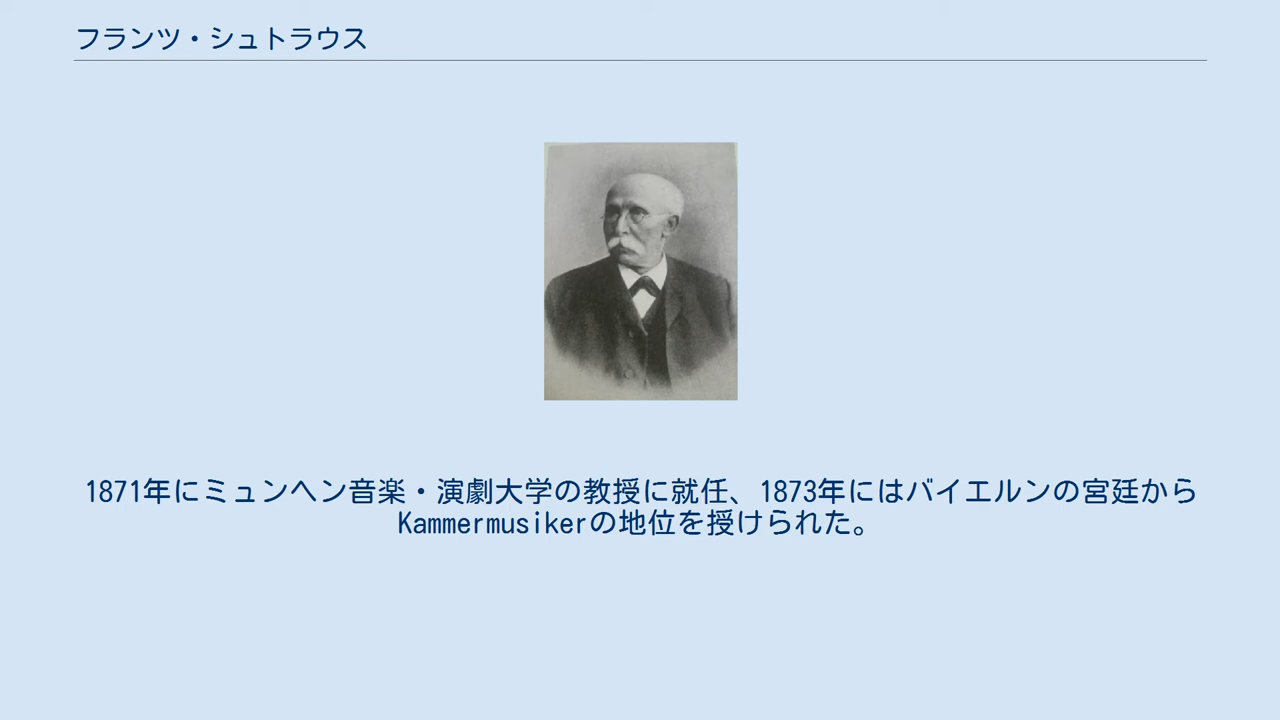 フランツ・シュトラウス
1871年にミュンヘン音楽・演劇大学の教授に就任、1873年にはバイエルンの宮廷から
Kammermusikerの地位を授けられた。